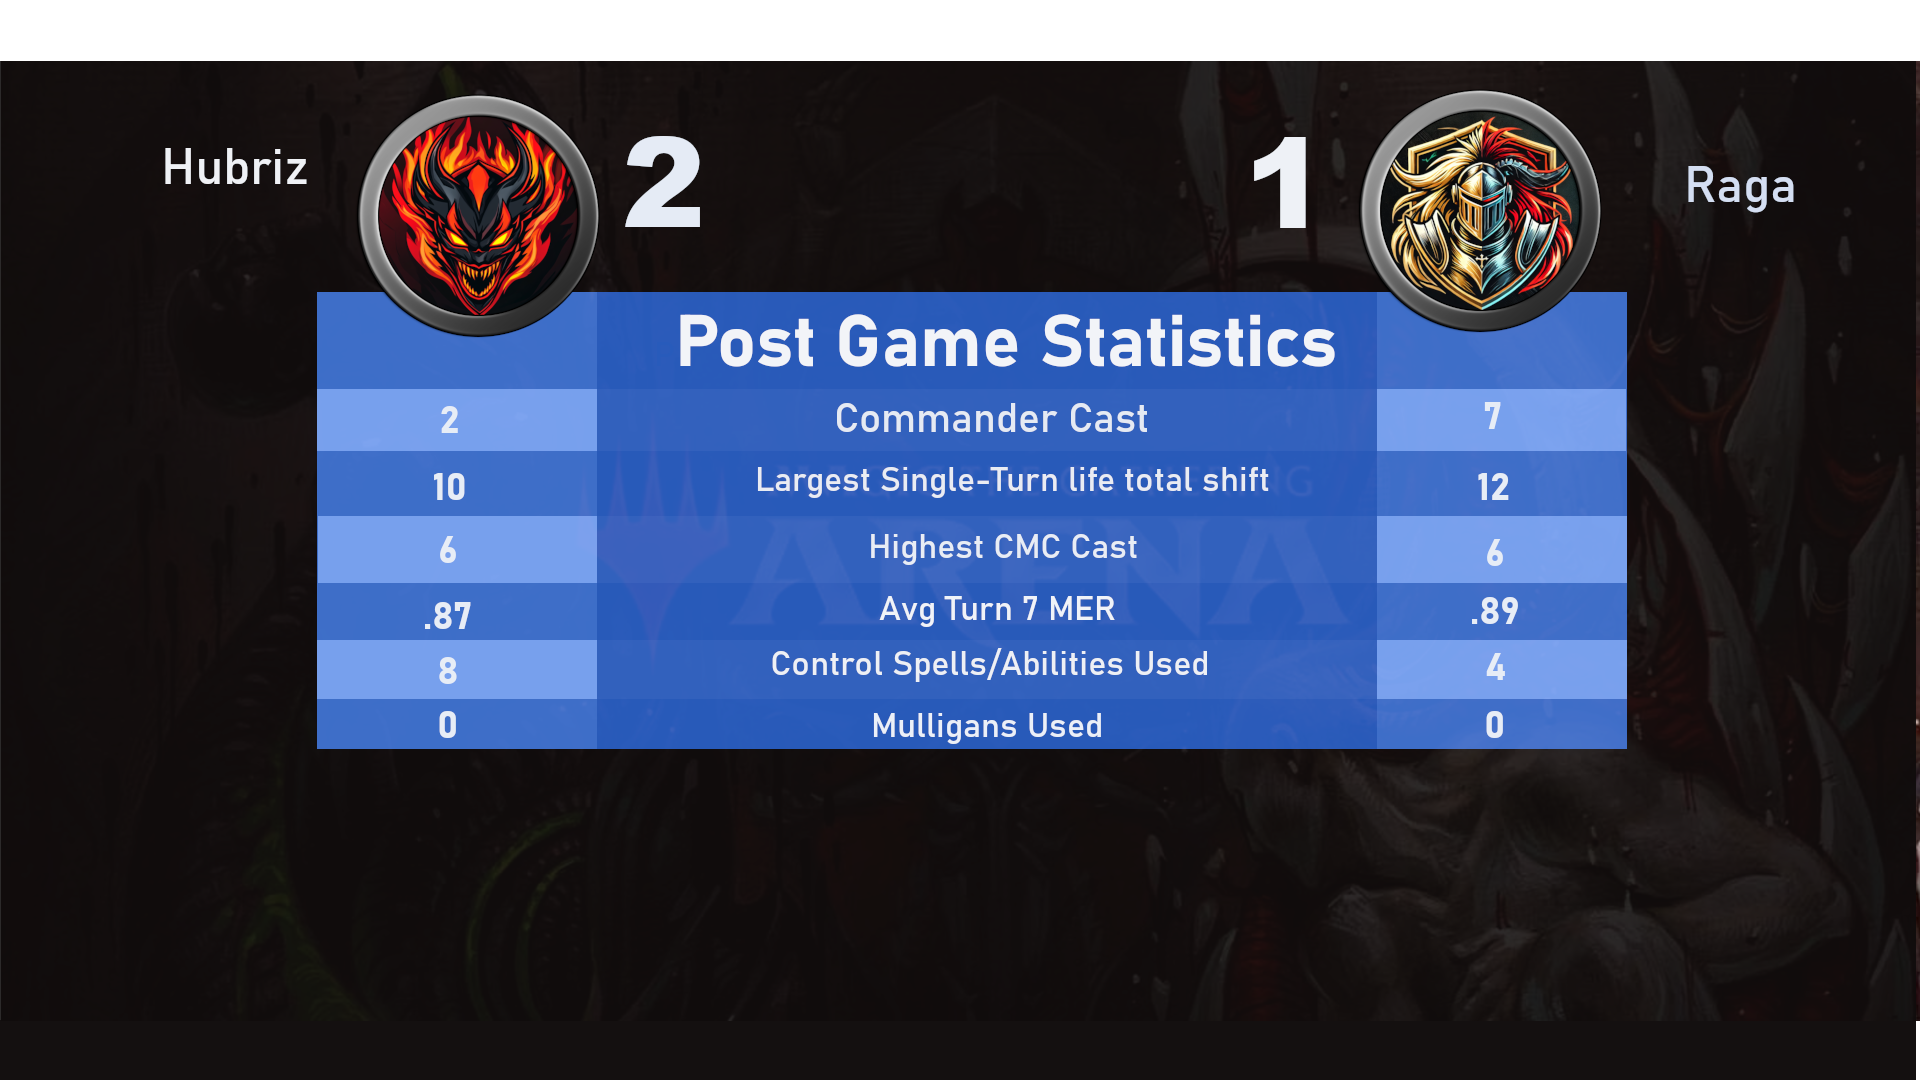 Hubriz 2 1 Raga
Post Game Statistics
2 Commander Cast 7
10 Largest Single-Turn life total shift 12
6 Highest CMC Cast 6
.87 Avg Turn 7 MER .89
8 Control Spells/Abilities Used 4
0 Mulligans Used 0
ARENA